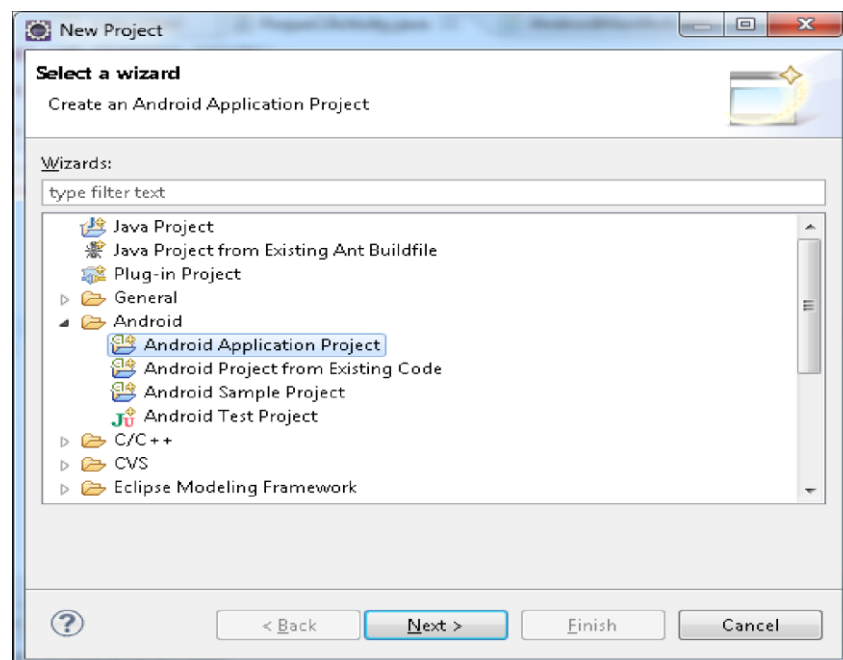 New Project
Select a wizard
Create an Android Application Project
Wizards:
type filter text
Java Project
Java Project from Existing Ant Buildfile
Plug-in Project
General
Android
Android Application Project
Android Project from Existing Code
Android Sample Project
Android Test Project
C/C++
CVS
Eclipse Modeling Framework
< Back Next > Finish Cancel